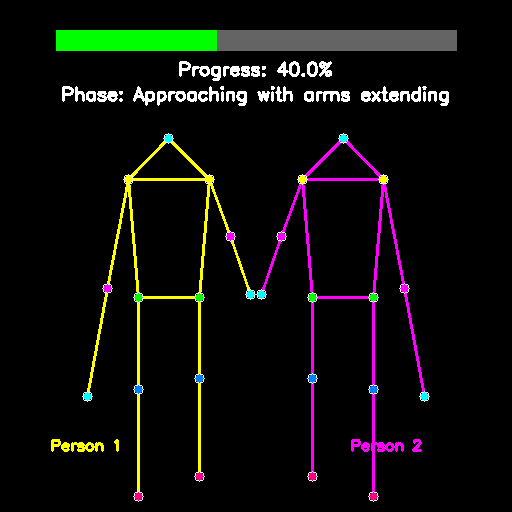 Progress: 40.0%
Phase: Approaching with arms extending
Person 1
Person 2